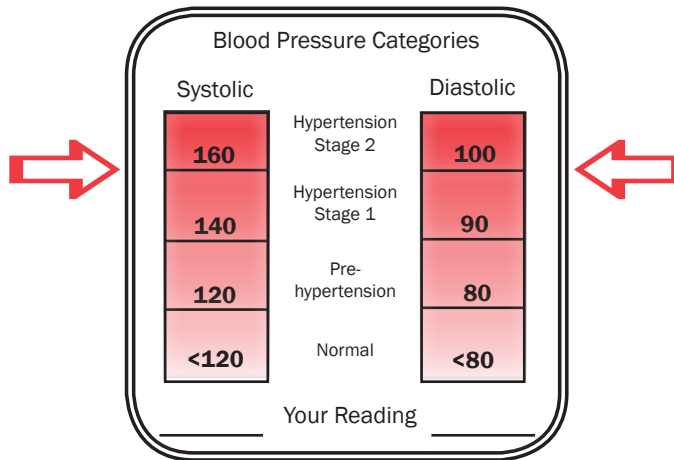 Blood Pressure Categories
Systolic
Diastolic
Hypertension
Stage 2
160
100
Hypertension
Stage 1
140
90
Pre-
hypertension
120
80
Normal
<120
<80
Your Reading